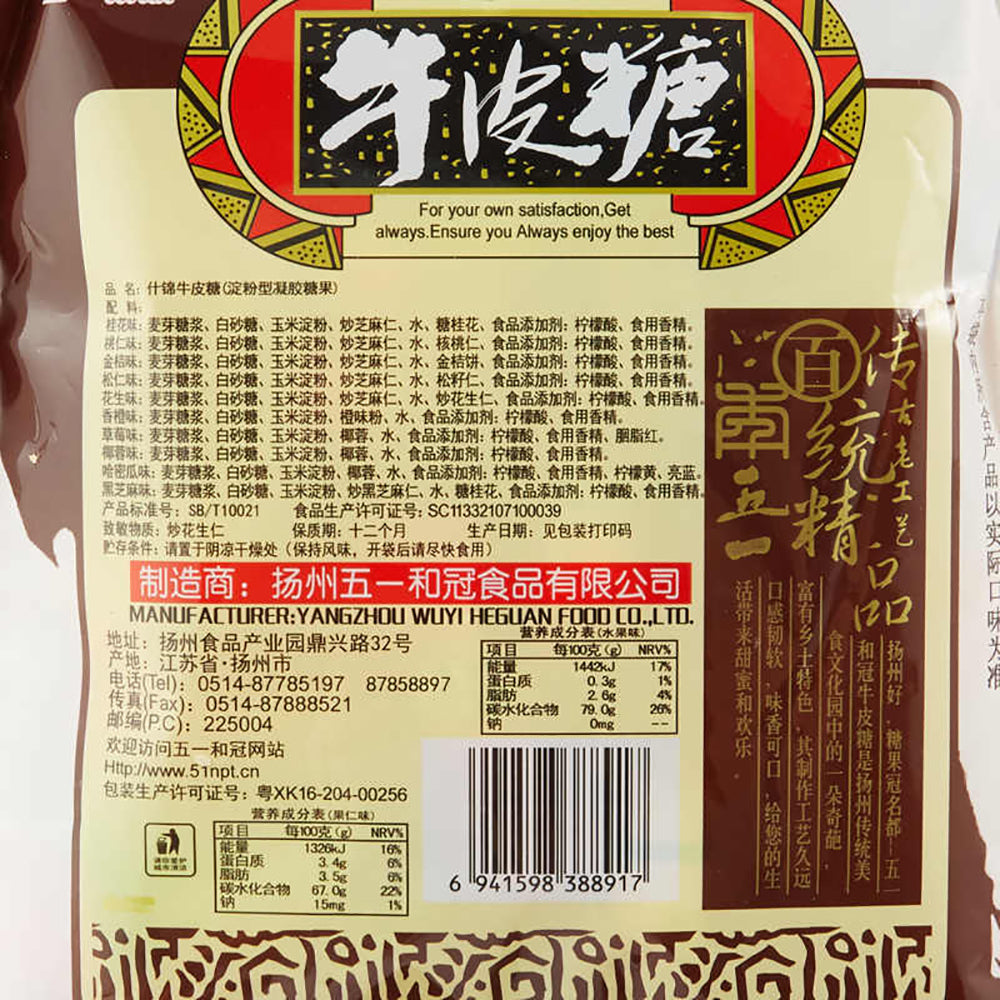 牛皮糖
For your own satisfaction,Get
always.Ensure you Always enjoy the best
品 名: 什锦牛皮糖(淀粉型凝胶糖果)
配 料:
桂花味: 麦芽糖浆、白砂糖、玉米淀粉、炒芝麻仁、水、糖桂花、食品添加剂: 柠檬酸、食用香精。
桃仁味: 麦芽糖浆、白砂糖、玉米淀粉、炒芝麻仁、水、核桃仁、食品添加剂: 柠檬酸、食用香精。
金桔味: 麦芽糖浆、白砂糖、玉米淀粉、炒芝麻仁、水、金桔饼、食品添加剂: 柠檬酸、食用香精。
松仁味: 麦芽糖浆、白砂糖、玉米淀粉、炒芝麻仁、水、松籽仁、食品添加剂: 柠檬酸、食用香精。
花生味: 麦芽糖浆、白砂糖、玉米淀粉、炒芝麻仁、水、炒花生仁、食品添加剂: 柠檬酸、食用香精。
香橙味: 麦芽糖浆、白砂糖、玉米淀粉、橙味粉、水、食品添加剂: 柠檬酸、食用香精。
草莓味: 麦芽糖浆、白砂糖、玉米淀粉、椰蓉、水、食品添加剂: 柠檬酸、食用香精、胭脂红。
椰蓉味: 麦芽糖浆、白砂糖、玉米淀粉、椰蓉、水、食品添加剂: 柠檬酸、食用香精。
哈密瓜味: 麦芽糖浆、白砂糖、玉米淀粉、椰蓉、水、食品添加剂: 柠檬酸、食用香精、柠檬黄、亮蓝。
黑芝麻味: 麦芽糖浆、白砂糖、玉米淀粉、炒黑芝麻仁、水、糖桂花、食品添加剂: 柠檬酸、食用香精。
产品标准号: SB/T10021 食品生产许可证号: SC11332107100039
致敏物质: 炒花生仁 保质期: 十二个月 生产日期: 见包装打印码
贮存条件: 请置于阴凉干燥处 (保持风味, 开袋后请尽快食用)
制造商: 扬州五一和冠食品有限公司
MANUFACTURER:YANGZHOU WUYI HEGUAN FOOD CO.,LTD.
地址: 扬州食品产业园鼎兴路32号
产地: 江苏省·扬州市
电话(Tel): 0514-87785197 87858897
传真(Fax): 0514-87888521
邮编(P.C): 225004
欢迎访问五一和冠网站
Http://www.51npt.cn
包装生产许可证号: 粤XK16-204-00256
营养成分表 (水果味)
项目 每100克(g) NRV%
能量 1442kJ 17%
蛋白质 0.3g 1%
脂肪 2.6g 4%
碳水化合物 79.0g 26%
钠 0mg --
营养成分表 (果仁味)
项目 每100克(g) NRV%
能量 1326kJ 16%
蛋白质 3.4g 6%
脂肪 3.5g 6%
碳水化合物 67.0g 22%
钠 15mg 1%
请你爱护
城市清洁
6 941598 388917
传统精品
古老工艺
百
五一
扬州好, 糖果冠名都--五一
和冠牛皮糖是扬州传统美
食文化园中的一朵奇葩,
富有乡土特色, 其制作工艺久远
口感韧软, 味香可口, 给您的生
活带来甜蜜和欢乐
产品以实际口味为准